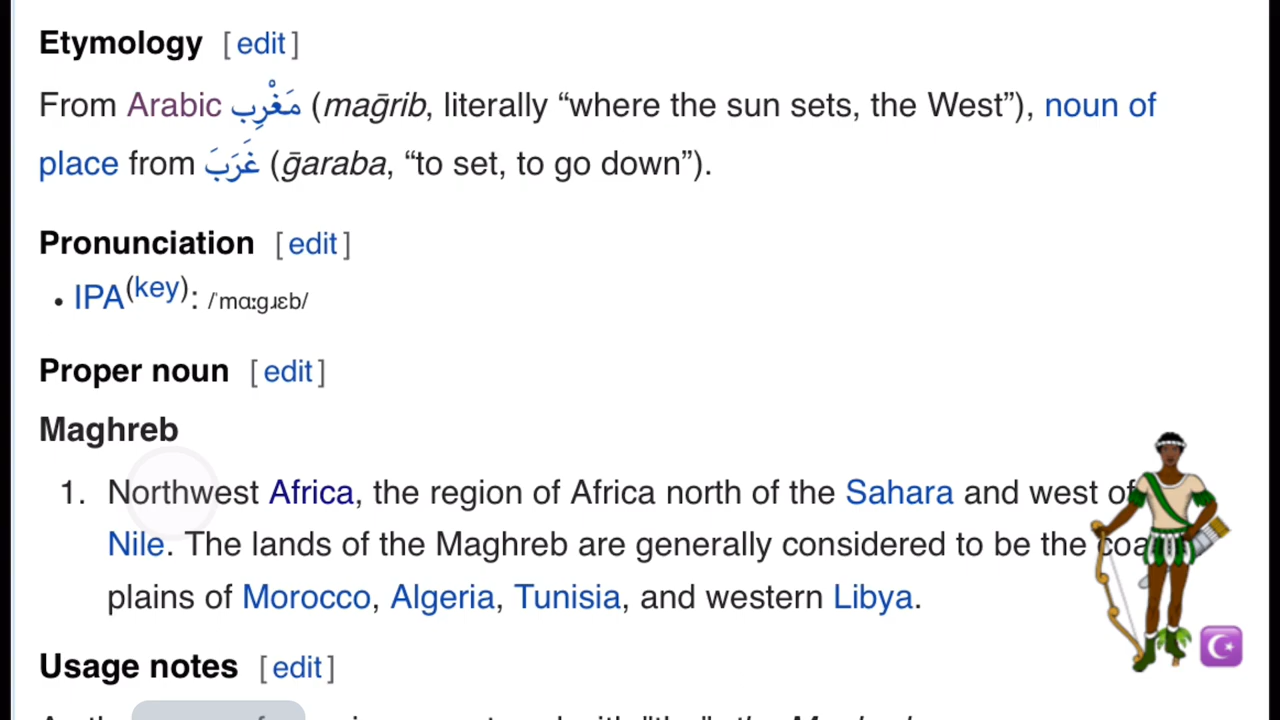 Etymology [edit]
From Arabic مَغْرِب (maḡrib, literally “where the sun sets, the West”), noun of
place from غَرَبَ (ḡaraba, “to set, to go down”).
Pronunciation [edit]
• IPA(key): /ˈmɑːɡɹɛb/
Proper noun [edit]
Maghreb
1. Northwest Africa, the region of Africa north of the Sahara and west of
Nile. The lands of the Maghreb are generally considered to be the
plains of Morocco, Algeria, Tunisia, and western Libya.
Usage notes [edit]